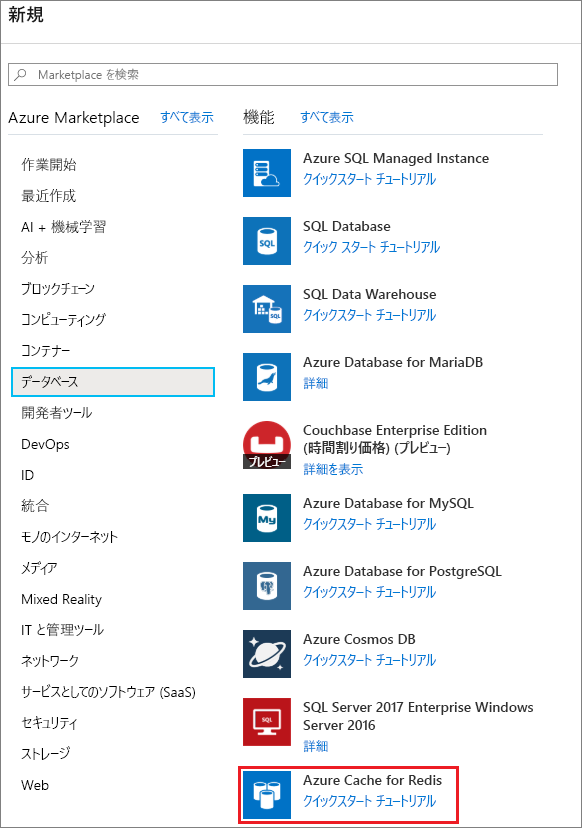 新規
Marketplace を検索
Azure Marketplace すべて表示
作業開始
最近作成
AI + 機械学習
分析
ブロックチェーン
コンピューティング
コンテナー
データベース
開発者ツール
DevOps
ID
統合
モノのインターネット
メディア
Mixed Reality
IT と管理ツール
ネットワーク
サービスとしてのソフトウェア (SaaS)
セキュリティ
ストレージ
Web
機能 すべて表示
Azure SQL Managed Instance
クイックスタート チュートリアル
SQL
SQL Database
クイック スタート チュートリアル
SQL
SQL Data Warehouse
クイックスタート チュートリアル
Azure Database for MariaDB
詳細
プレビュー
Couchbase Enterprise Edition
(時間割り価格) (プレビュー)
詳細を表示
My
Azure Database for MySQL
クイックスタート チュートリアル
Azure Database for PostgreSQL
クイックスタート チュートリアル
Azure Cosmos DB
クイックスタート チュートリアル
SQL
SQL Server 2017 Enterprise Windows
Server 2016
詳細
Azure Cache for Redis
クイックスタート チュートリアル